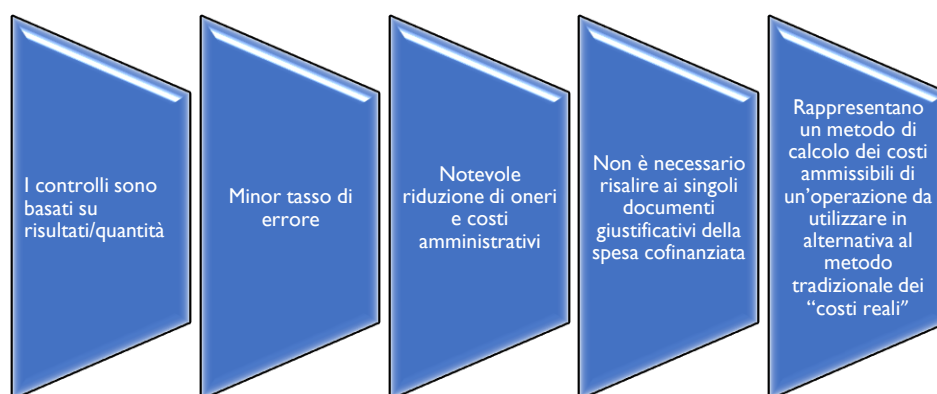 I controlli sono
basati su
risultati/quantità
Minor tasso di
errore
Notevole
riduzione di oneri
e costi
amministrativi
Non è necessario
risalire ai singoli
documenti
giustificativi della
spesa cofinanziata
Rappresentano
un metodo di
calcolo dei costi
ammissibili di
un’operazione da
utilizzare in
alternativa al
metodo
tradizionale dei
“costi reali”